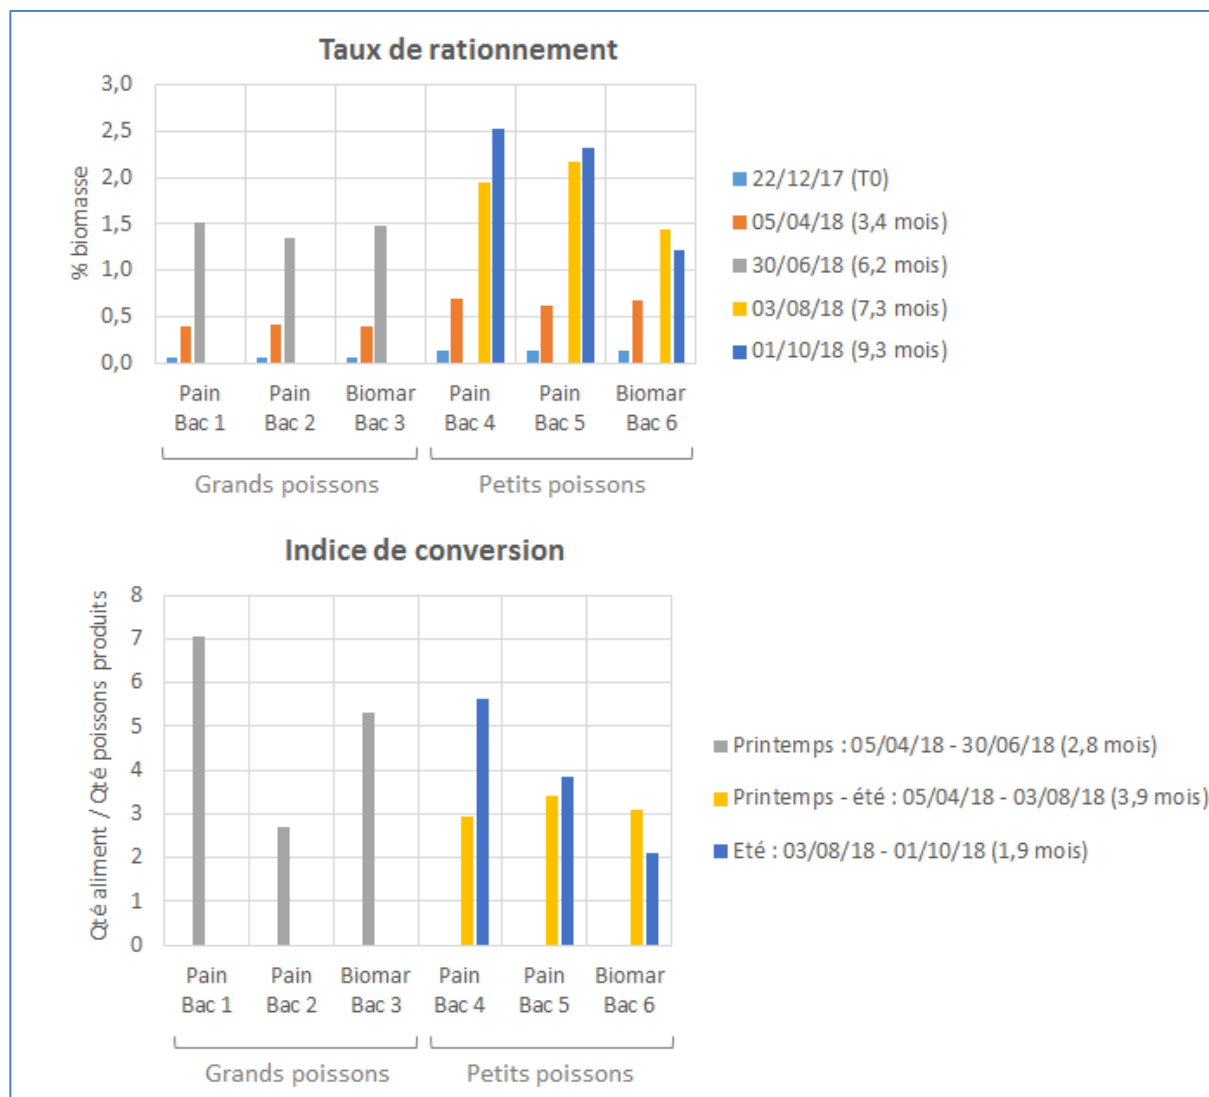 Taux de rationnement
% biomasse
3,0
2,5
2,0
1,5
1,0
0,5
0,0
Pain Bac 1
Pain Bac 2
Biomar Bac 3
Pain Bac 4
Pain Bac 5
Biomar Bac 6
Grands poissons
Petits poissons
22/12/17 (T0)
05/04/18 (3,4 mois)
30/06/18 (6,2 mois)
03/08/18 (7,3 mois)
01/10/18 (9,3 mois)
Indice de conversion
Qté aliment / Qté poissons produits
8
7
6
5
4
3
2
1
0
Pain Bac 1
Pain Bac 2
Biomar Bac 3
Pain Bac 4
Pain Bac 5
Biomar Bac 6
Grands poissons
Petits poissons
Printemps : 05/04/18 - 30/06/18 (2,8 mois)
Printemps - été : 05/04/18 - 03/08/18 (3,9 mois)
Eté : 03/08/18 - 01/10/18 (1,9 mois)